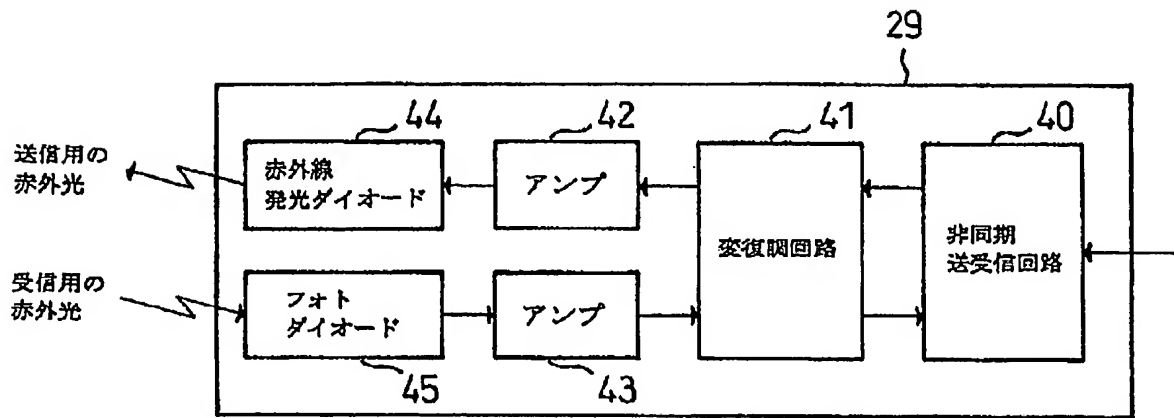 29
44
42
41
40
送信用の
赤外光
赤外線
発光ダイオード
アンプ
変復調回路
非同期
送受信回路
受信用の
赤外光
フォト
ダイオード
アンプ
45
43